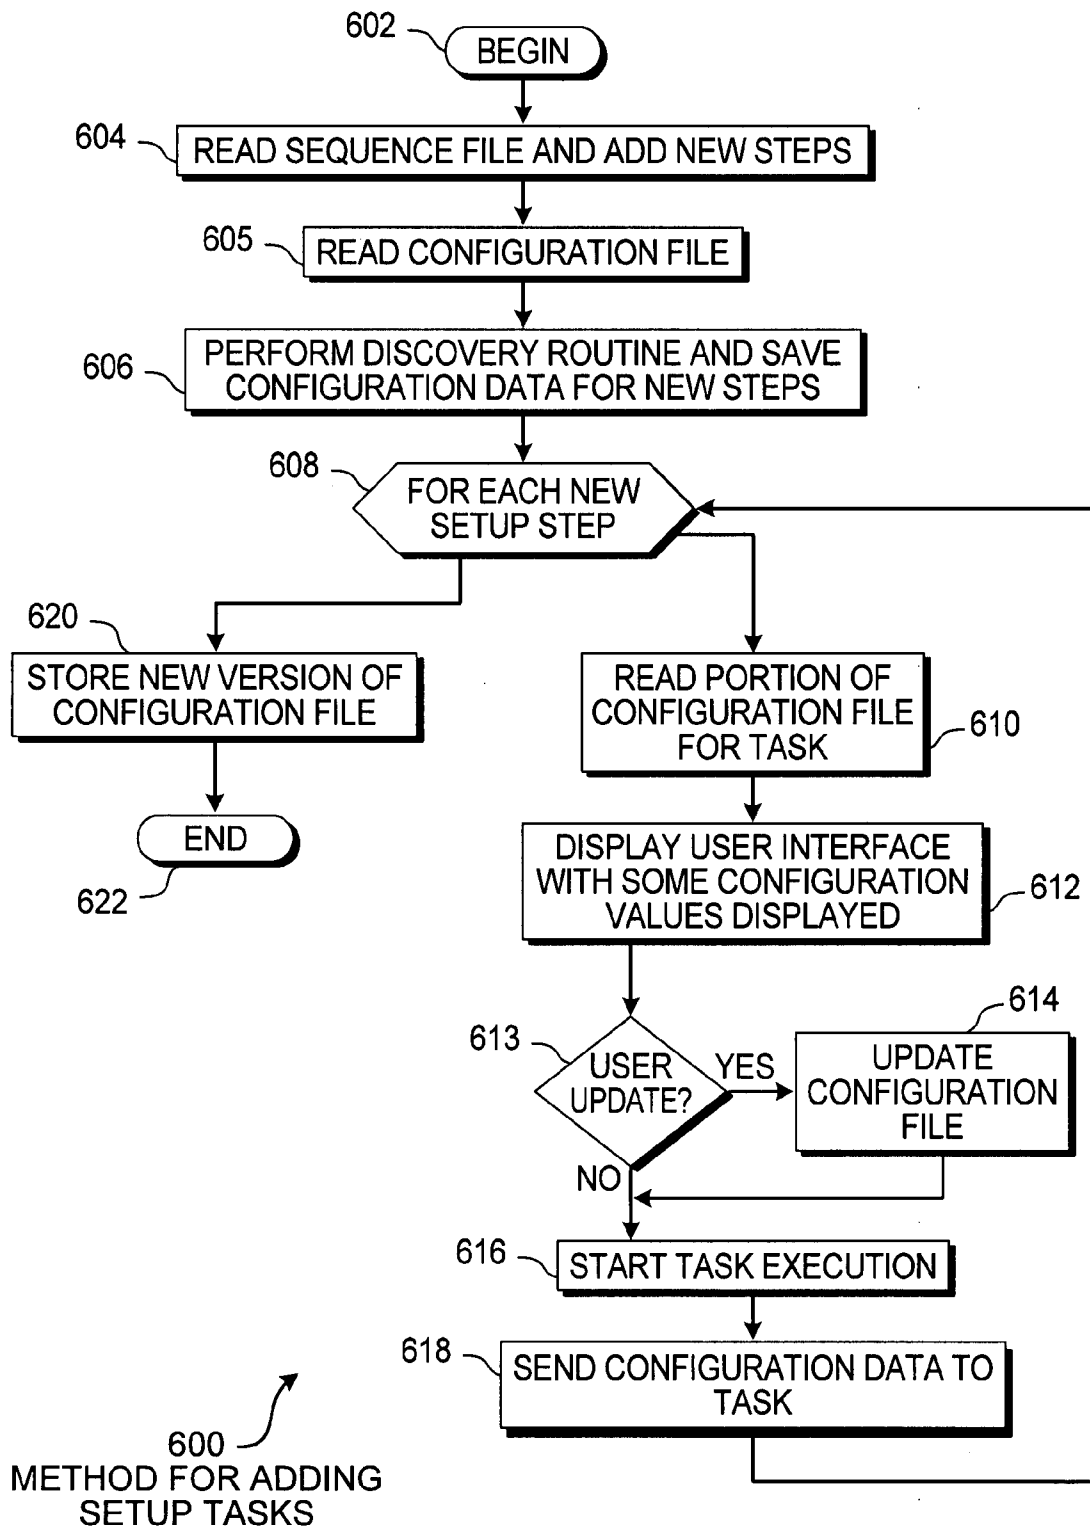 602
BEGIN
604
READ SEQUENCE FILE AND ADD NEW STEPS
605
READ CONFIGURATION FILE
606
PERFORM DISCOVERY ROUTINE AND SAVE
CONFIGURATION DATA FOR NEW STEPS
608
FOR EACH NEW
SETUP STEP
620
STORE NEW VERSION OF
CONFIGURATION FILE
END
622
READ PORTION OF
CONFIGURATION FILE
FOR TASK
610
DISPLAY USER INTERFACE
WITH SOME CONFIGURATION
VALUES DISPLAYED
612
613
USER
UPDATE?
YES
NO
614
UPDATE
CONFIGURATION
FILE
616
START TASK EXECUTION
618
SEND CONFIGURATION DATA TO
TASK
600
METHOD FOR ADDING
SETUP TASKS